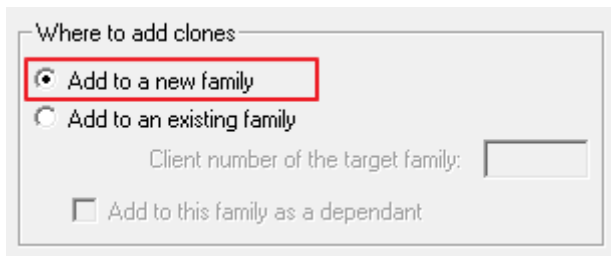 Where to add clones
Add to a new family
Add to an existing family
Client number of the target family:
Add to this family as a dependant